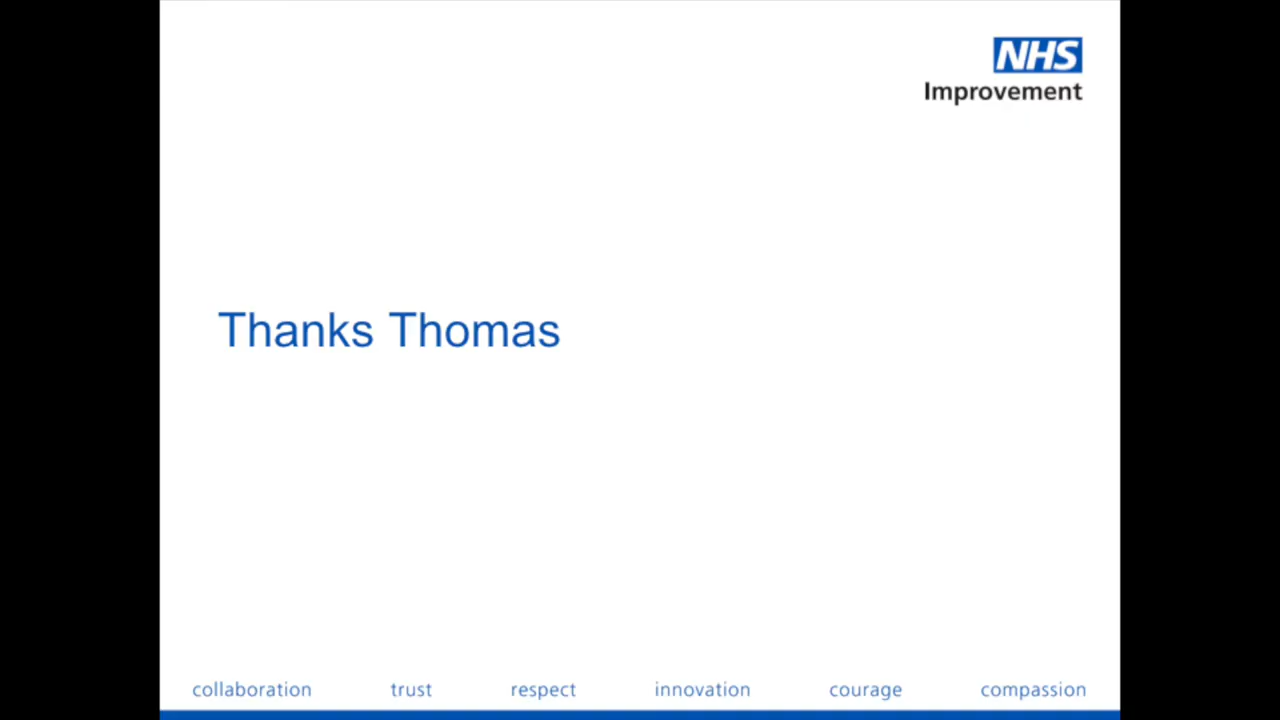 NHS
Improvement
Thanks Thomas
collaboration trust respect innovation courage compassion